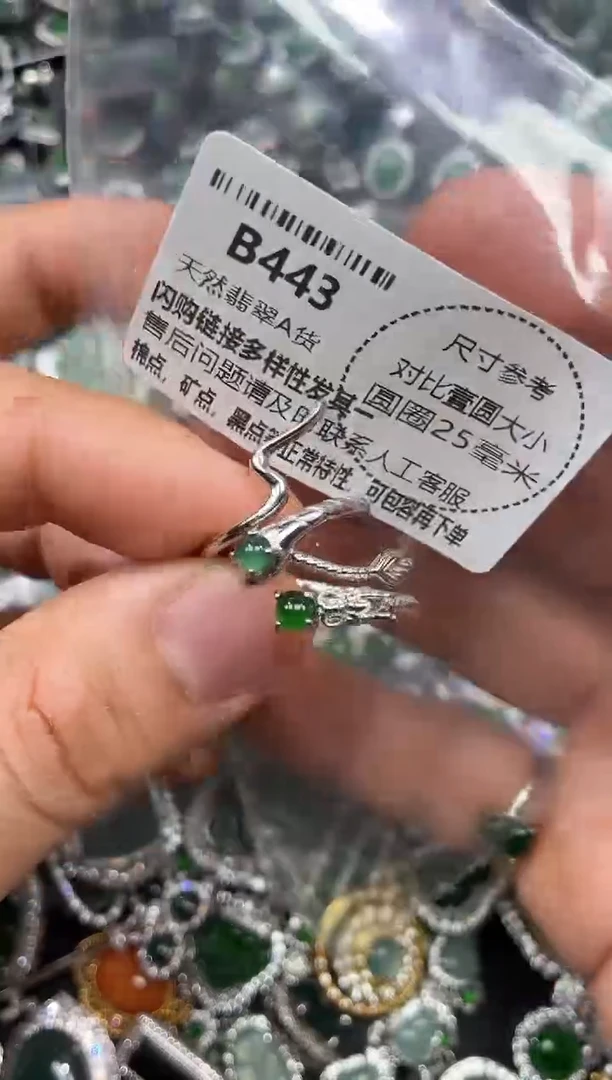 B443
天然翡翠A货
闪购链接多样性发其一
售后问题请及时联系人工客服
棉点，矿点，黑点等正常特性，可包容再下单
尺寸参考
对比壹圆大小
圆圈25毫米